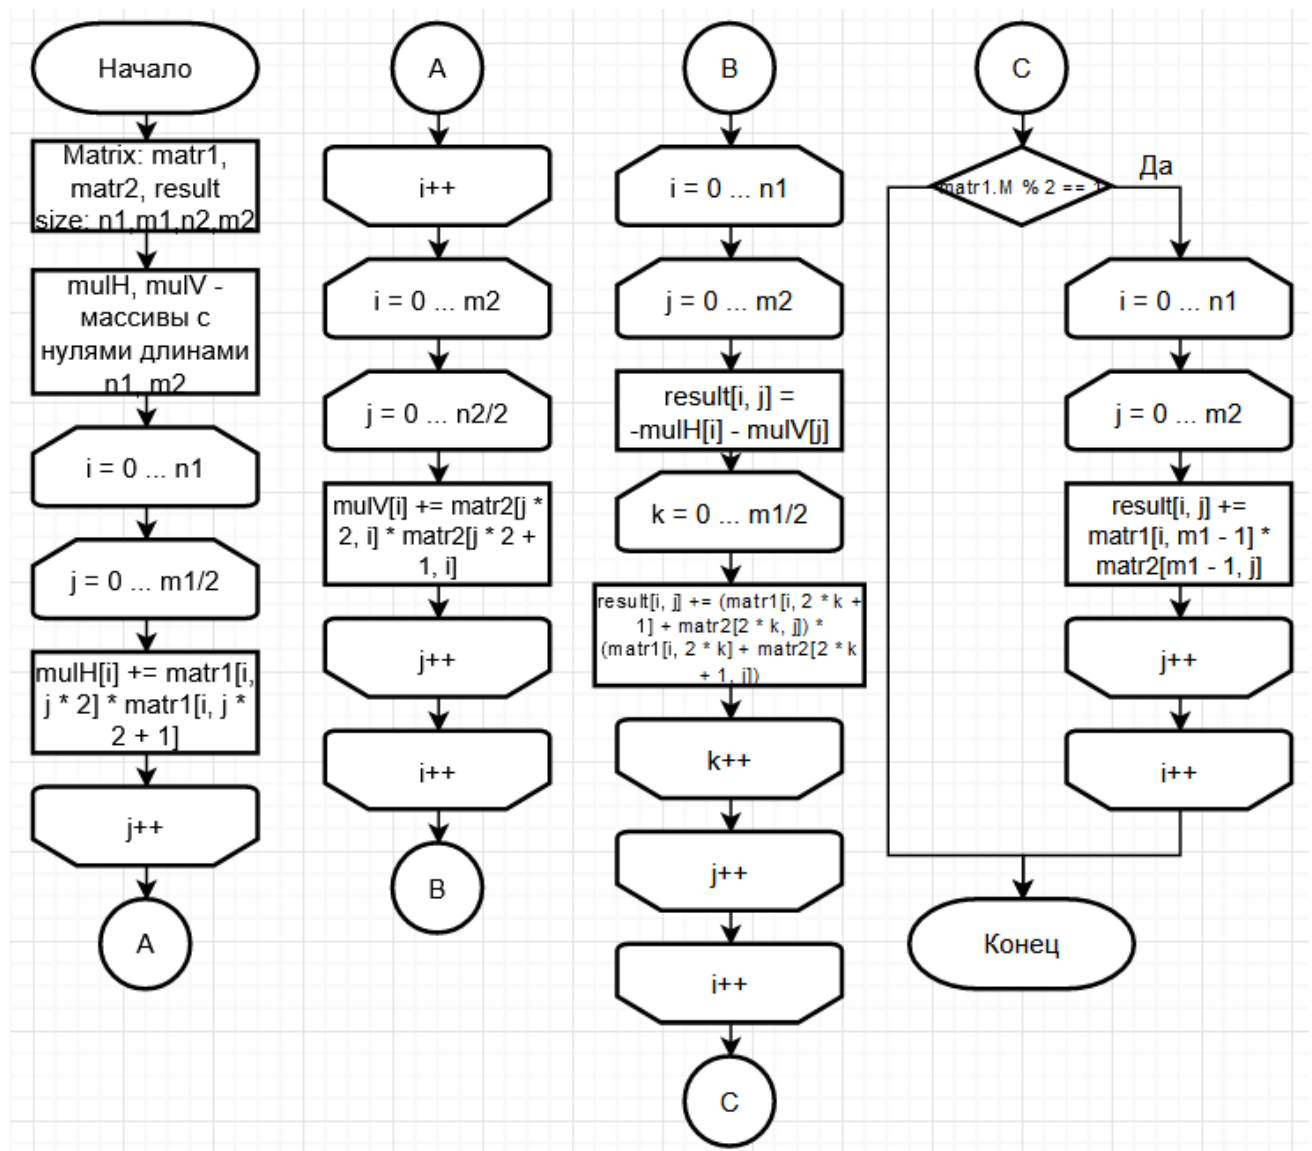 Начало
Matrix: matr1,
matr2, result
size: n1,m1,n2,m2
mulH, mulV -
массивы с
нулями длинами
n1, m2
i = 0 ... n1
j = 0 ... m1/2
mulH[i] += matr1[i,
j * 2] * matr1[i, j *
2 + 1]
j++
A
A
i++
i = 0 ... m2
j = 0 ... n2/2
mulV[i] += matr2[j *
2, i] * matr2[j * 2 +
1, i]
j++
i++
B
B
i = 0 ... n1
j = 0 ... m2
result[i, j] =
-mulH[i] - mulV[j]
k = 0 ... m1/2
result[i, j] += (matr1[i, 2 * k +
1] + matr2[2 * k, j]) *
(matr1[i, 2 * k] + matr2[2 * k
+ 1, j])
k++
j++
i++
C
C
matr1.M % 2 == 1
Да
i = 0 ... n1
j = 0 ... m2
result[i, j] +=
matr1[i, m1 - 1] *
matr2[m1 - 1, j]
j++
i++
Конец